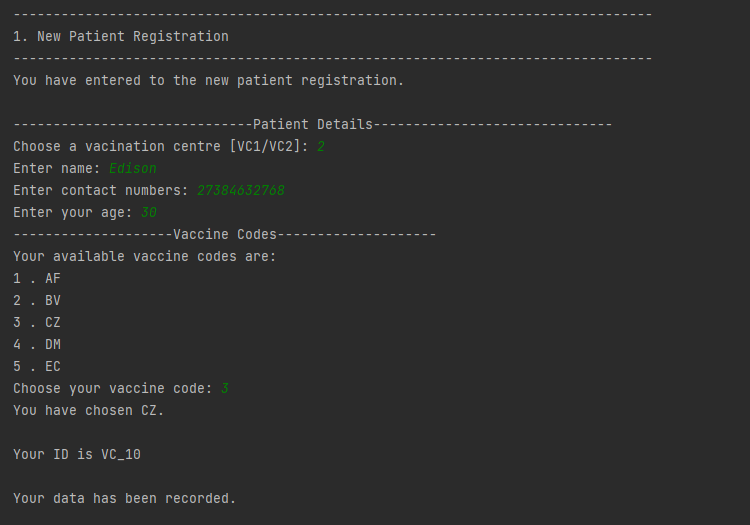 --------------------------------------------------------------------------------
1. New Patient Registration
--------------------------------------------------------------------------------
You have entered to the new patient registration.
------------------------------Patient Details------------------------------
Choose a vacination centre [VC1/VC2]: 2
Enter name: Edison
Enter contact numbers: 27384632768
Enter your age: 30
--------------------Vaccine Codes--------------------
Your available vaccine codes are:
1 . AF
2 . BV
3 . CZ
4 . DM
5 . EC
Choose your vaccine code: 3
You have chosen CZ.
Your ID is VC_10
Your data has been recorded.